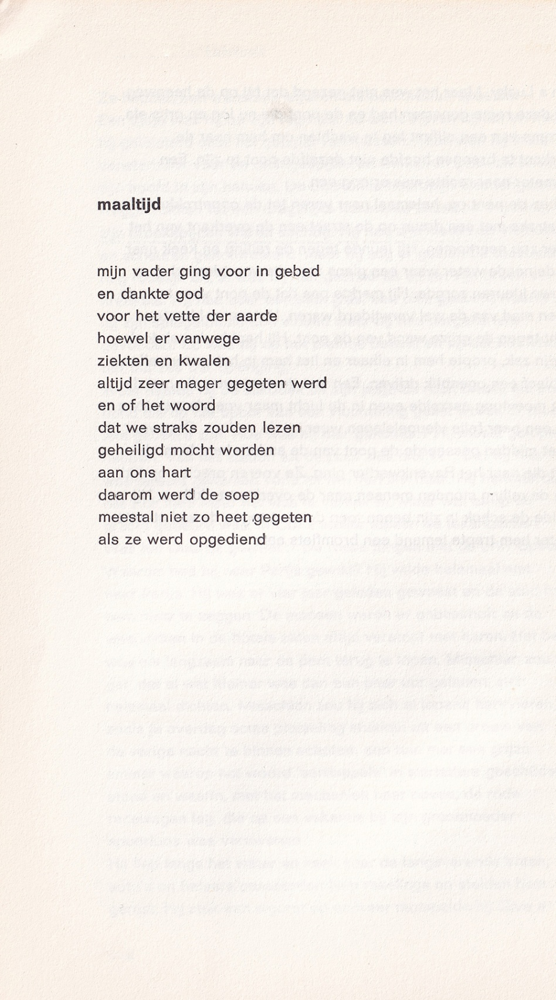 maaltijd
mijn vader ging voor in gebed
en dankte god
voor het vette der aarde
hoewel er vanwege
ziekten en kwalen
altijd zeer mager gegeten werd
en of het woord
dat we straks zouden lezen
geheiligd mocht worden
aan ons hart
daarom werd de soep
meestal niet zo heet gegeten
als ze werd opgediend